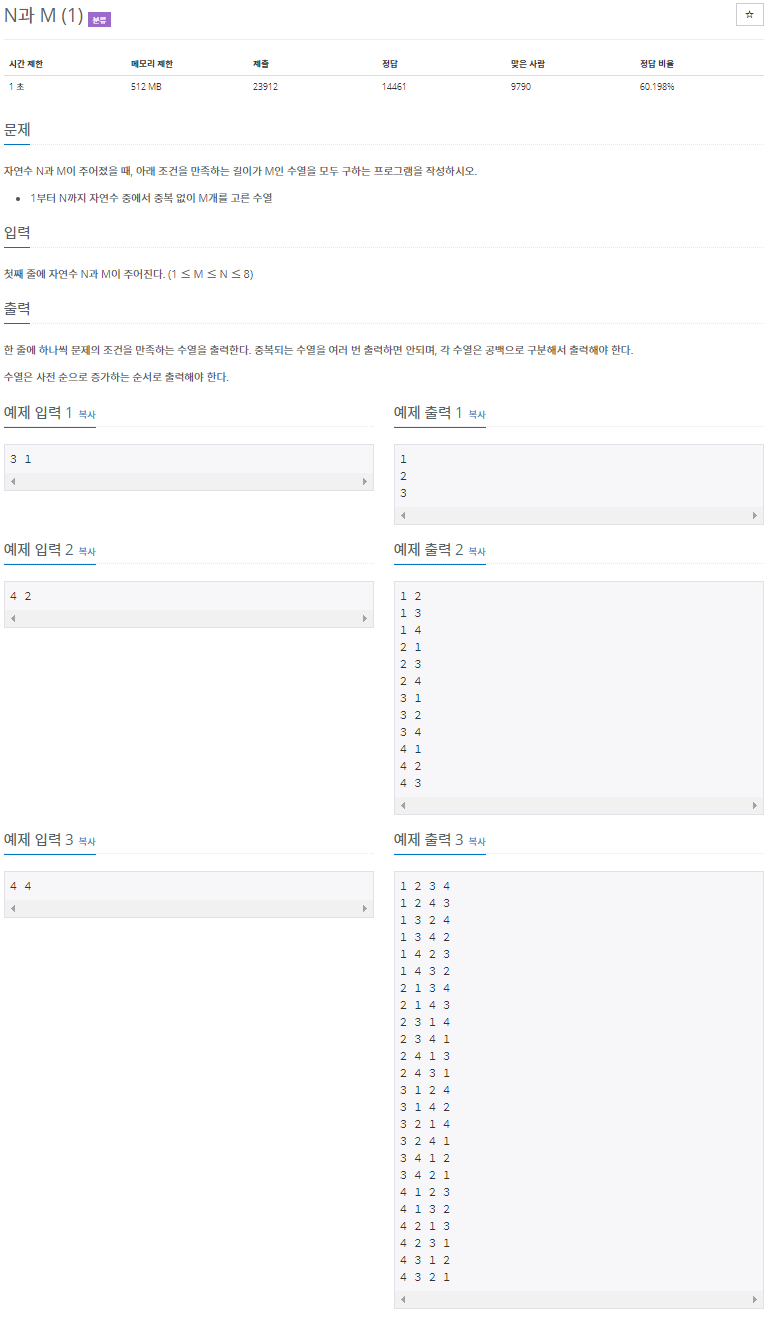 N과 M (1) 분류
☆
시간 제한 메모리 제한 제출 정답 맞은 사람 정답 비율
1 초 512 MB 23912 14461 9790 60.198%
문제
자연수 N과 M이 주어졌을 때, 아래 조건을 만족하는 길이가 M인 수열을 모두 구하는 프로그램을 작성하시오.
• 1부터 N까지 자연수 중에서 중복 없이 M개를 고른 수열
입력
첫째 줄에 자연수 N과 M이 주어진다. (1 ≤ M ≤ N ≤ 8)
출력
한 줄에 하나씩 문제의 조건을 만족하는 수열을 출력한다. 중복되는 수열을 여러 번 출력하면 안되며, 각 수열은 공백으로 구분해서 출력해야 한다.
수열은 사전 순으로 증가하는 순서로 출력해야 한다.
예제 입력 1 복사
3 1
예제 출력 1 복사
1
2
3
예제 입력 2 복사
4 2
예제 출력 2 복사
1 2
1 3
1 4
2 1
2 3
2 4
3 1
3 2
3 4
4 1
4 2
4 3
예제 입력 3 복사
4 4
예제 출력 3 복사
1 2 3 4
1 2 4 3
1 3 2 4
1 3 4 2
1 4 2 3
1 4 3 2
2 1 3 4
2 1 4 3
2 3 1 4
2 3 4 1
2 4 1 3
2 4 3 1
3 1 2 4
3 1 4 2
3 2 1 4
3 2 4 1
3 4 1 2
3 4 2 1
4 1 2 3
4 1 3 2
4 2 1 3
4 2 3 1
4 3 1 2
4 3 2 1